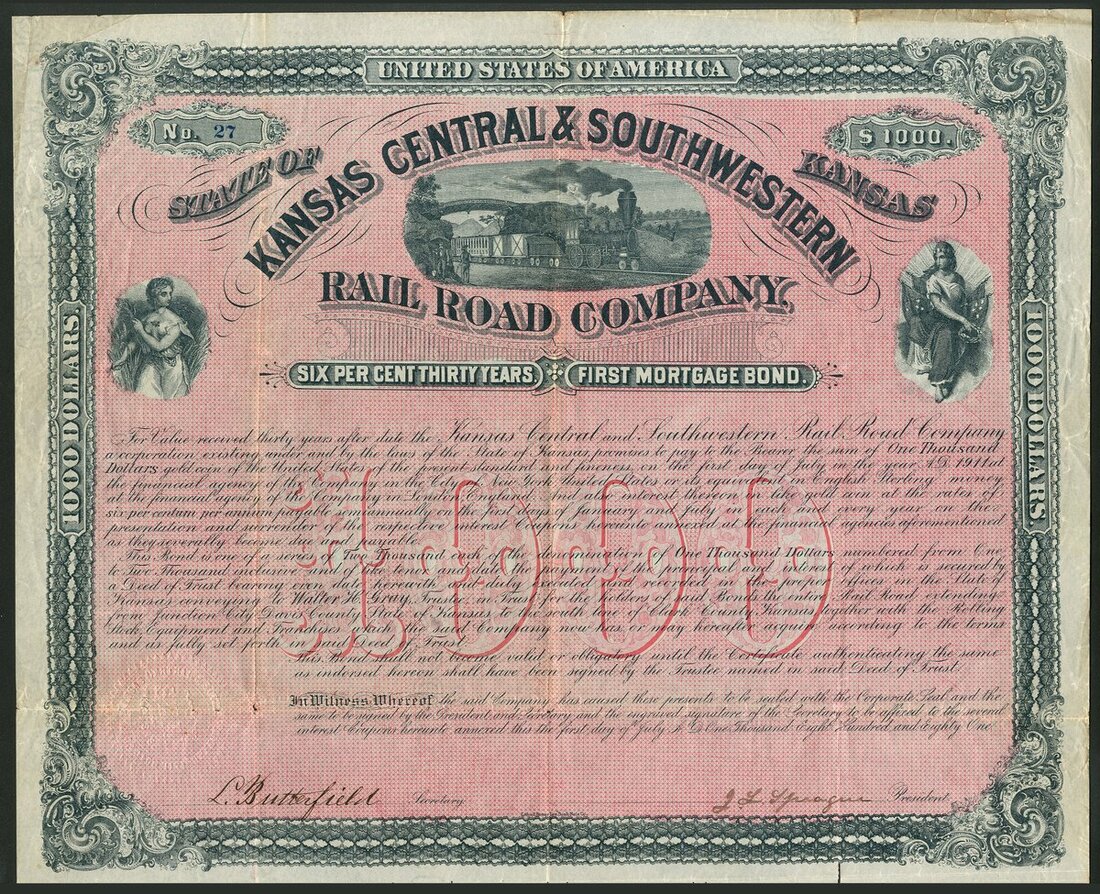 UNITED STATES OF AMERICA
No. 27
$1000.
STATE OF
KANSAS
KANSAS CENTRAL & SOUTHWESTERN
RAIL ROAD COMPANY,
SIX PER CENT THIRTY YEARS
FIRST MORTGAGE BOND.
1000 DOLLARS
1000 DOLLARS
1000
For Value received thirty years after date the Kansas Central and Southwestern Rail Road Company
a corporation existing under and by the laws of the State of Kansas promises to pay to the Bearer the sum of One Thousand
Dollars gold coin of the United States of the present standard and fineness, on the first day of July in the year A.D. 1911 at
the financial agency of the Company in the City of New York United States or its equivalent in English Sterling money
at the financial agency of the Company in London England. And also interest thereon in like gold coin at the rates of
six per centum per annum payable semiannually on the first days of January and July in each and every year on the
presentation and surrender of the respective interest Coupons hereunto annexed at the financial agencies aforementioned
as they severally become due and payable.
This Bond is one of a series of Two Thousand each of the denomination of One Thousand Dollars numbered from One
to Two Thousand inclusive and of like tenor and date the payment of the principal and interest of which is secured by
a Deed of Trust bearing even date herewith and duly executed and recorded in the proper offices in the State of
Kansas conveying to Walter H. Gray, Trustee, in Trust for the holders of said Bonds the entire Rail Road extending
from Junction City Davis County State of Kansas to the south line of Clark County Kansas together with the Rolling
Stock, Equipment and Franchises which the said Company now has or may hereafter acquire according to the terms
and as fully set forth in said Deed of Trust
This Bond shall not become valid or obligatory until the Certificate authenticating the same
as indorsed hereon shall have been signed by the Trustee named in said Deed of Trust.
In Witness Whereof the said Company has caused these presents to be sealed with the Corporate Seal and the
same to be signed by the President and Secretary and the engrived signature of the Secretary to be affixed to the several
interest Coupons hereunto annexed this the first day of July A.D. One Thousand Eight Hundred and Eighty One
L. Butterfield Secretary
J L Sprague President